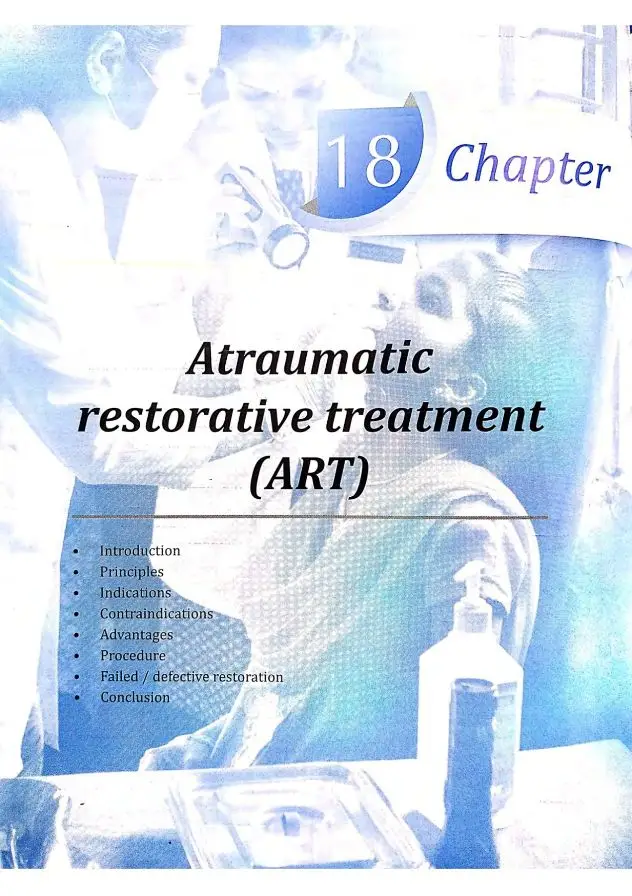 18 Chapter
Atraumatic
restorative treatment
(ART)
• Introduction
• Principles
• Indications
• Contraindications
• Advantages
• Procedure
• Failed / defective restoration
• Conclusion